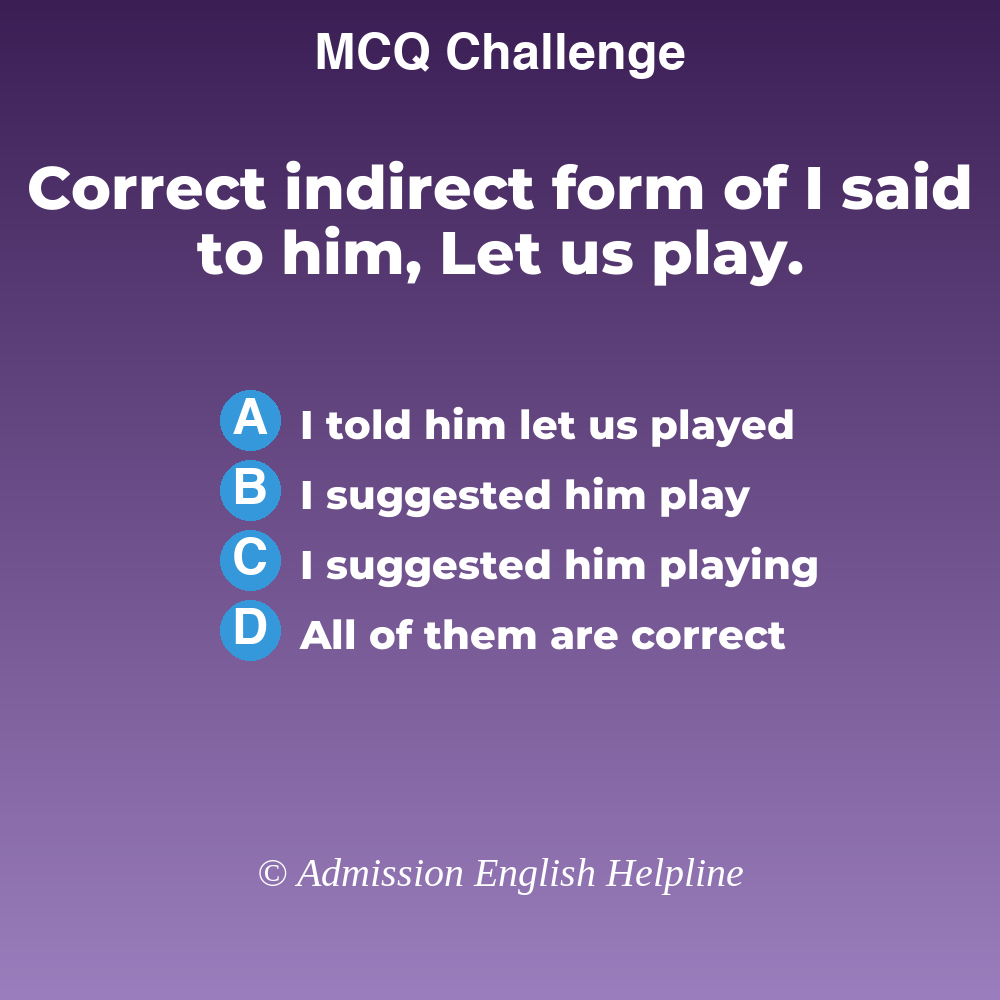 MCQ Challenge
Correct indirect form of I said
to him, Let us play.
A I told him let us played
B I suggested him play
C I suggested him playing
D All of them are correct
© Admission English Helpline